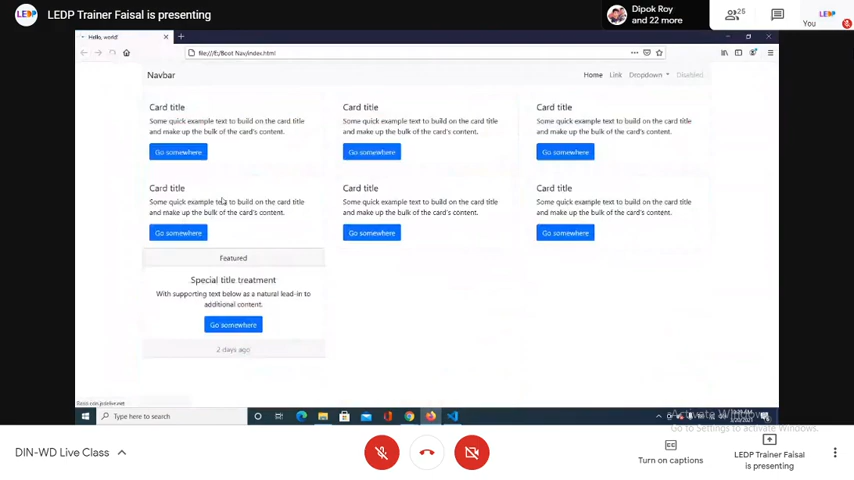 LEDP Trainer Faisal is presenting
Dipok Roy
and 22 more
25
You
Hello, world!
file:///E:/Boot Nav/index.html
Navbar
Home Link Dropdown Disabled
Card title
Some quick example text to build on the card title
and make up the bulk of the card's content.
Go somewhere
Card title
Some quick example text to build on the card title
and make up the bulk of the card's content.
Go somewhere
Card title
Some quick example text to build on the card title
and make up the bulk of the card's content.
Go somewhere
Card title
Some quick example text to build on the card title
and make up the bulk of the card's content.
Go somewhere
Card title
Some quick example text to build on the card title
and make up the bulk of the card's content.
Go somewhere
Card title
Some quick example text to build on the card title
and make up the bulk of the card's content.
Go somewhere
Featured
Special title treatment
With supporting text below as a natural lead-in to
additional content.
Go somewhere
2 days ago
Type here to search
Activate Windows
Go to Settings to activate Windows.
DIN-WD Live Class
Turn on captions
LEDP Trainer Faisal
is presenting